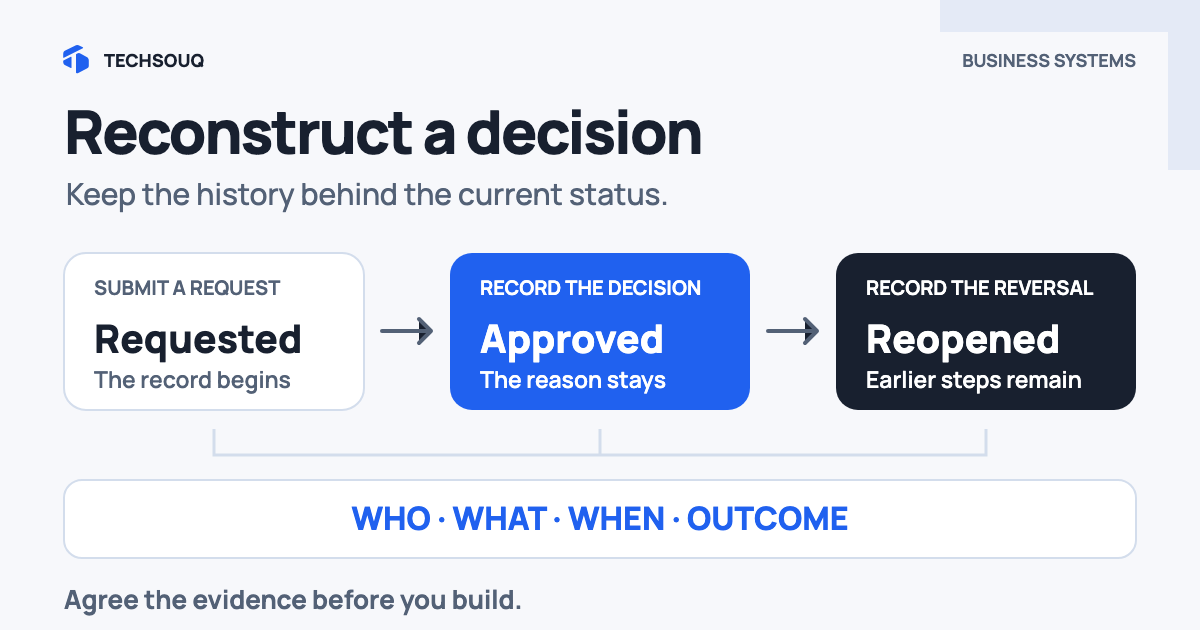 TECHSOUQ
BUSINESS SYSTEMS
Reconstruct a decision
Keep the history behind the current status.
SUBMIT A REQUEST
Requested
The record begins
RECORD THE DECISION
Approved
The reason stays
RECORD THE REVERSAL
Reopened
Earlier steps remain
WHO · WHAT · WHEN · OUTCOME
Agree the evidence before you build.